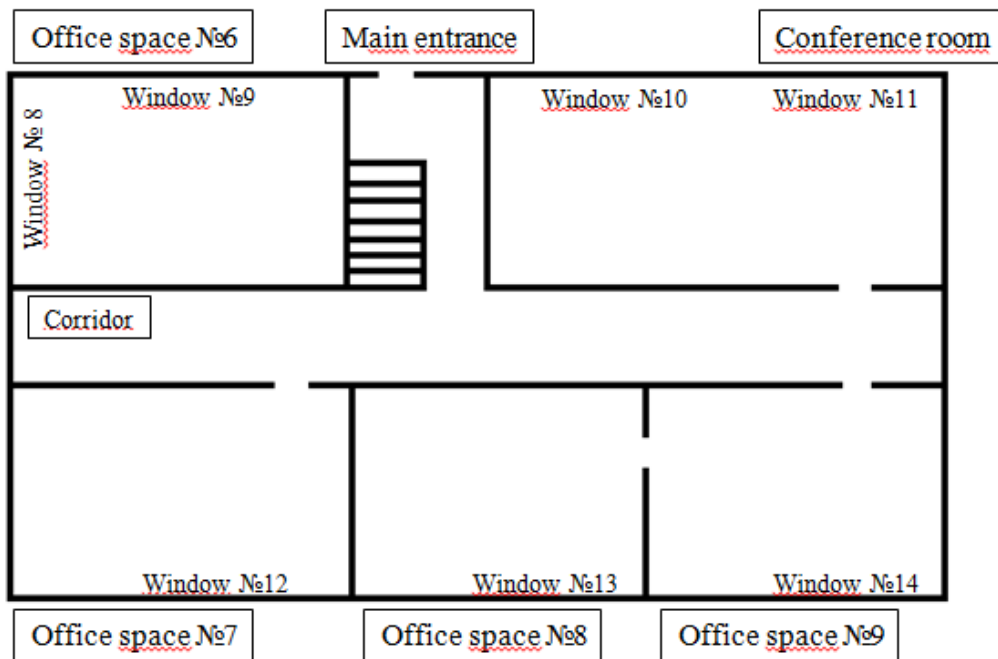 Office space №6
Main entrance
Conference room
Window №9
Window №10
Window №11
Window № 8
Corridor
Window №12
Window №13
Window №14
Office space №7
Office space №8
Office space №9